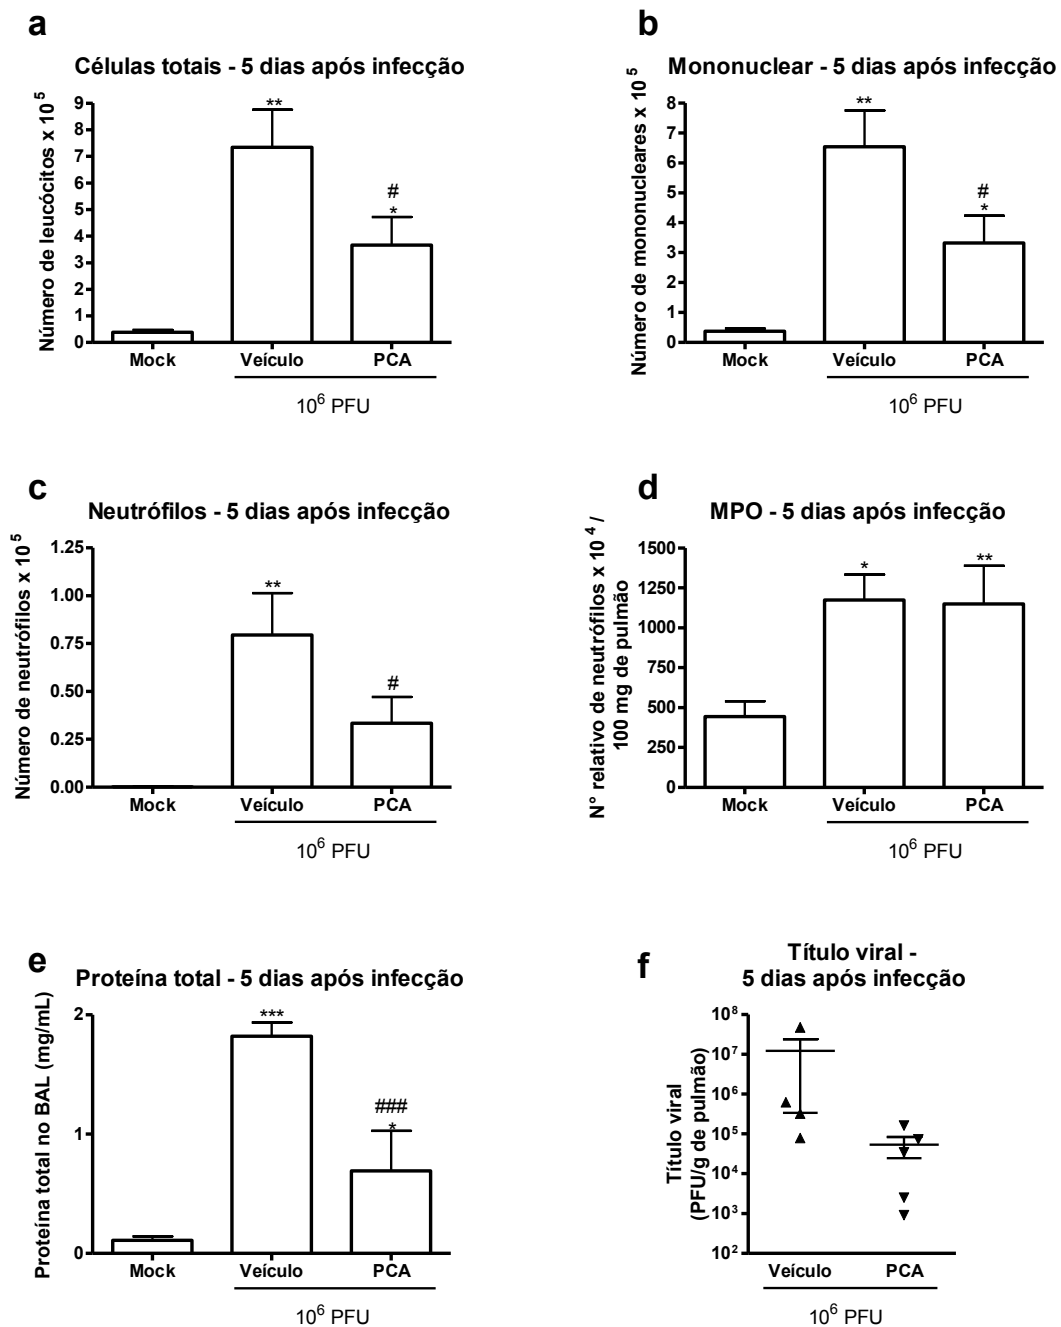 a
Células totais - 5 dias após infecção
Número de leucócitos x 10⁵
9
8
7
6
5
4
3
2
1
0
**
#
*
Mock Veículo PCA
10⁶ PFU
b
Mononuclear - 5 dias após infecção
Número de mononucleares x 10⁵
8
7
6
5
4
3
2
1
0
**
#
*
Mock Veículo PCA
10⁶ PFU
c
Neutrófilos - 5 dias após infecção
Número de neutrófilos x 10⁵
1.25
1.00
0.75
0.50
0.25
0.00
**
#
Mock Veículo PCA
10⁶ PFU
d
MPO - 5 dias após infecção
N° relativo de neutrófilos x 10⁴ /
100 mg de pulmão
1500
1250
1000
750
500
250
0
*
**
Mock Veículo PCA
10⁶ PFU
e
Proteína total - 5 dias após infecção
Proteína total no BAL (mg/mL)
2
1
0
***
###
*
Mock Veículo PCA
10⁶ PFU
f
Título viral -
5 dias após infecção
Título viral
(PFU/g de pulmão)
10⁸
10⁷
10⁶
10⁵
10⁴
10³
10²
Veículo PCA
10⁶ PFU